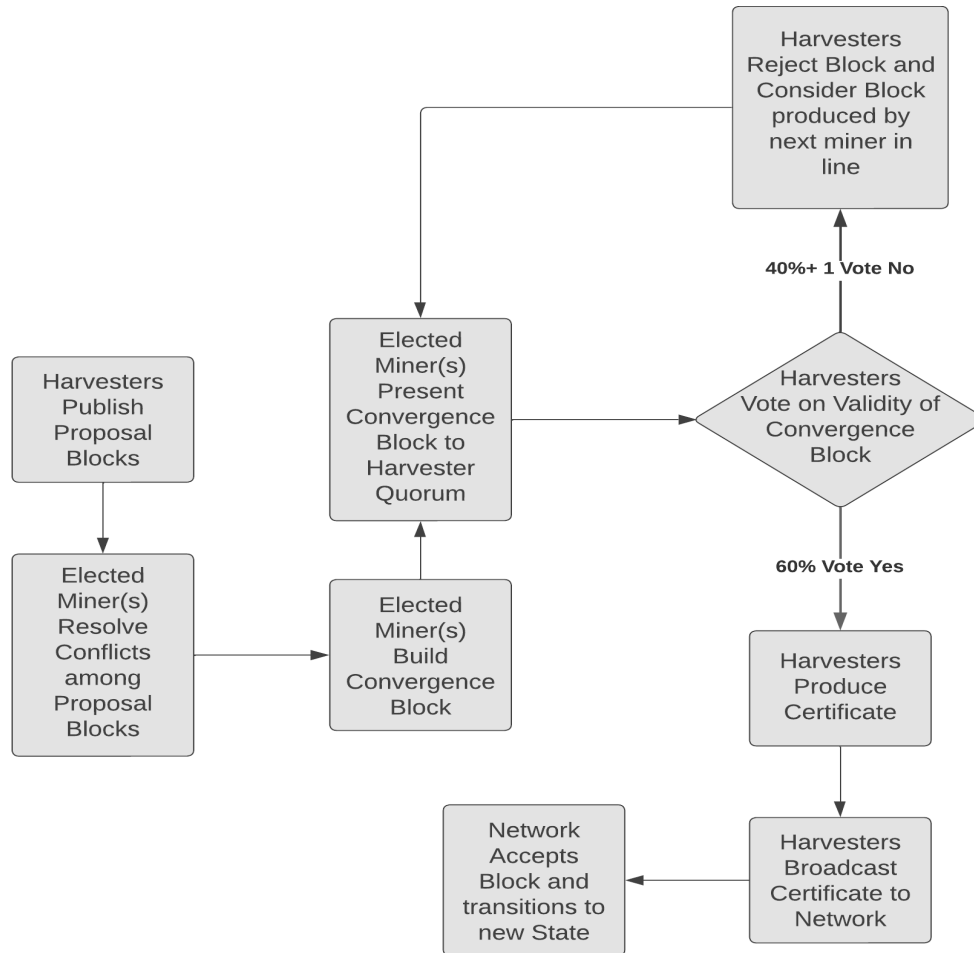 Harvesters
Publish
Proposal
Blocks
Elected
Miner(s)
Resolve
Conflicts
among
Proposal
Blocks
Elected
Miner(s)
Build
Convergence
Block
Elected
Miner(s)
Present
Convergence
Block to
Harvester
Quorum
Harvesters
Vote on Validity of
Convergence
Block
40%+ 1 Vote No
Harvesters
Reject Block and
Consider Block
produced by
next miner in
line
60% Vote Yes
Harvesters
Produce
Certificate
Harvesters
Broadcast
Certificate to
Network
Network
Accepts
Block and
transitions to
new State